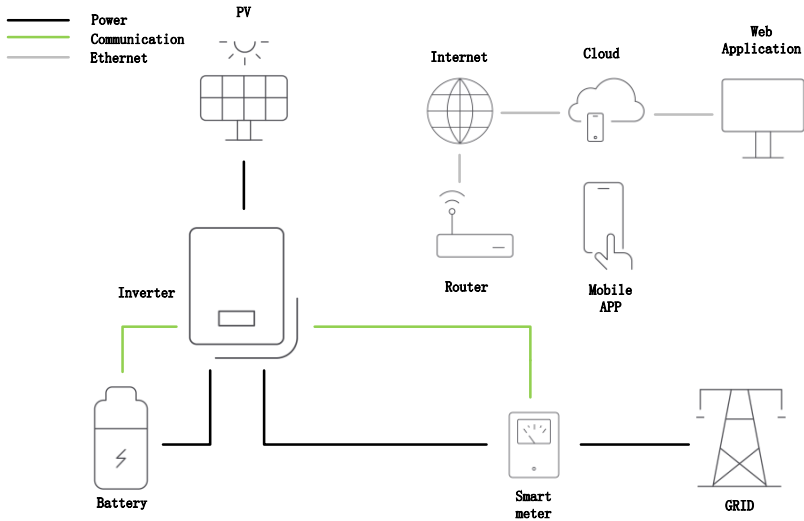 Power
Communication
Ethernet
PV
Internet
Cloud
Web
Application
Inverter
Router
Mobile
APP
Battery
Smart
meter
GRID